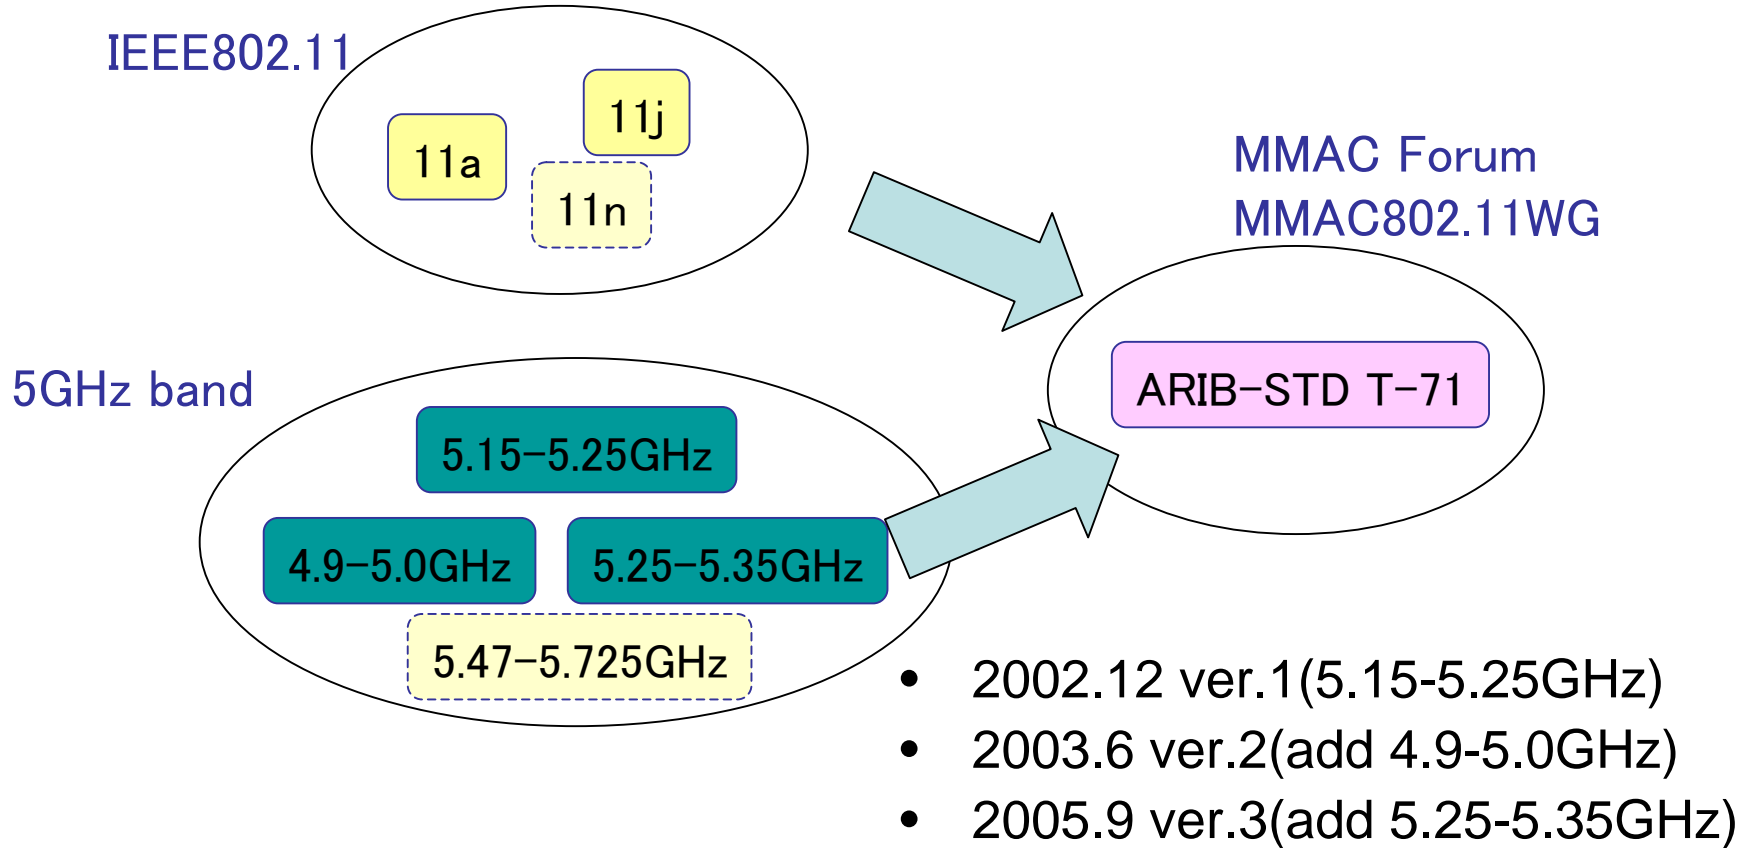 IEEE802.11
11j
11a
11n
MMAC Forum
MMAC802.11WG
5GHz band
ARIB-STD T-71
5.15-5.25GHz
4.9-5.0GHz
5.25-5.35GHz
5.47-5.725GHz
• 2002.12 ver.1(5.15-5.25GHz)
• 2003.6 ver.2(add 4.9-5.0GHz)
• 2005.9 ver.3(add 5.25-5.35GHz)